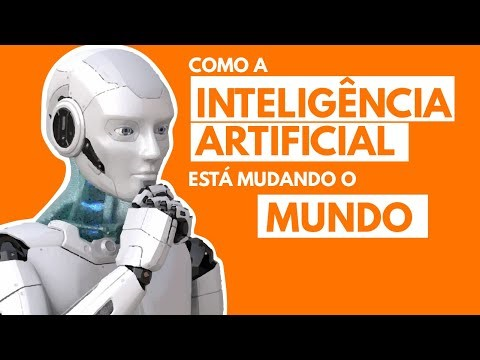 COMO A
INTELIGÊNCIA
ARTIFICIAL
ESTÁ MUDANDO O
MUNDO